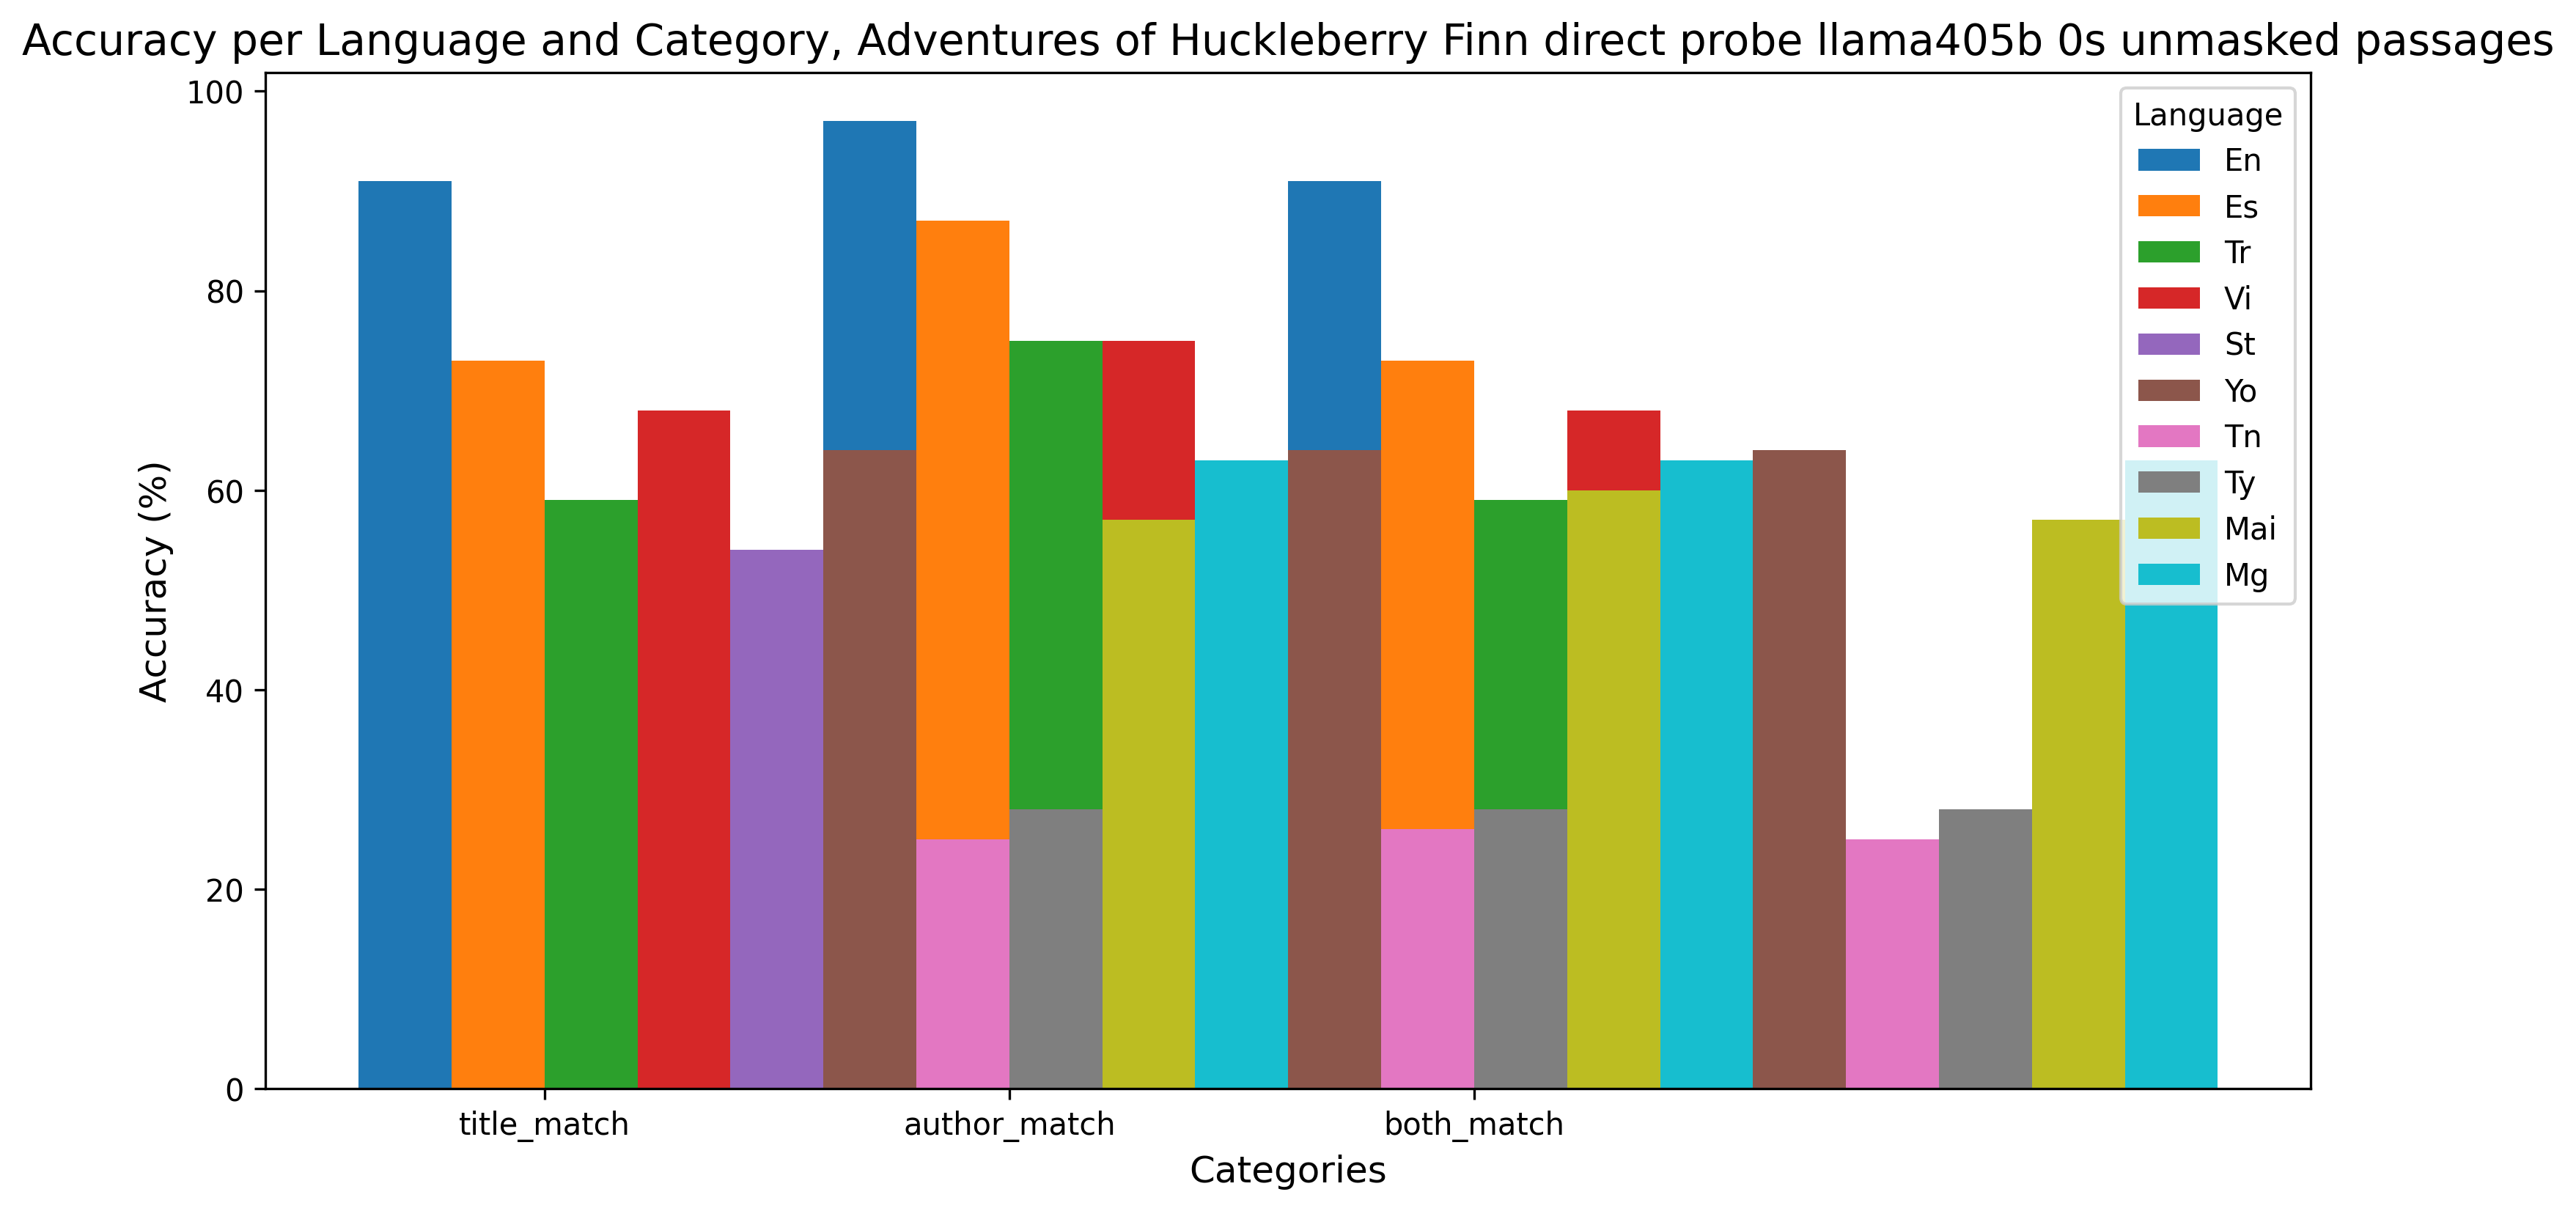 Accuracy per Language and Category, Adventures of Huckleberry Finn direct probe llama405b 0s unmasked passages
Accuracy (%)
100
80
60
40
20
0
title_match
author_match
both_match
Categories
Language
En
Es
Tr
Vi
St
Yo
Tn
Ty
Mai
Mg